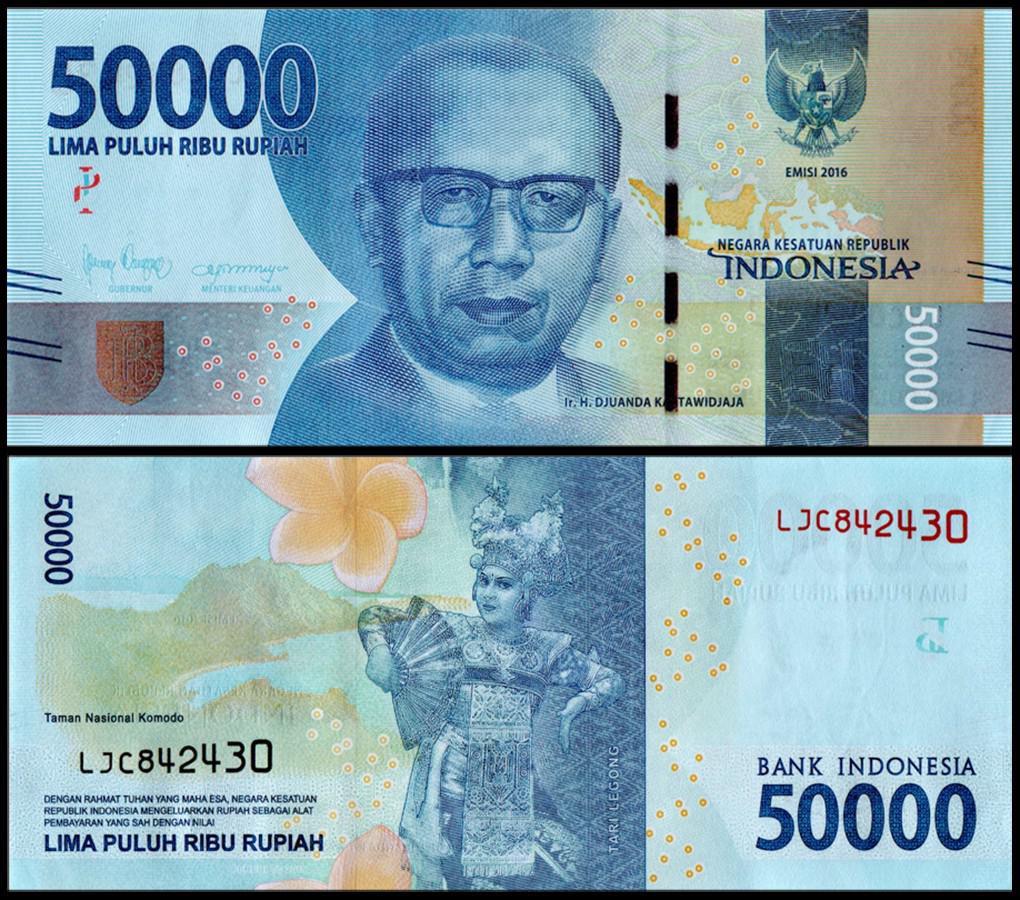 50000
LIMA PULUH RIBU RUPIAH
EMISI 2016
NEGARA KESATUAN REPUBLIK
INDONESIA
GUBERNUR
MENTERI KEUANGAN
50000
Ir. H. DJUANDA KARTAWIDJAJA
50000
LJC842430
Taman Nasional Komodo
LJC842430
DENGAN RAHMAT TUHAN YANG MAHA ESA, NEGARA KESATUAN
REPUBLIK INDONESIA MENGELUARKAN RUPIAH SEBAGAI ALAT
PEMBAYARAN YANG SAH DENGAN NILAI
LIMA PULUH RIBU RUPIAH
TARI LEGONG
BANK INDONESIA
50000